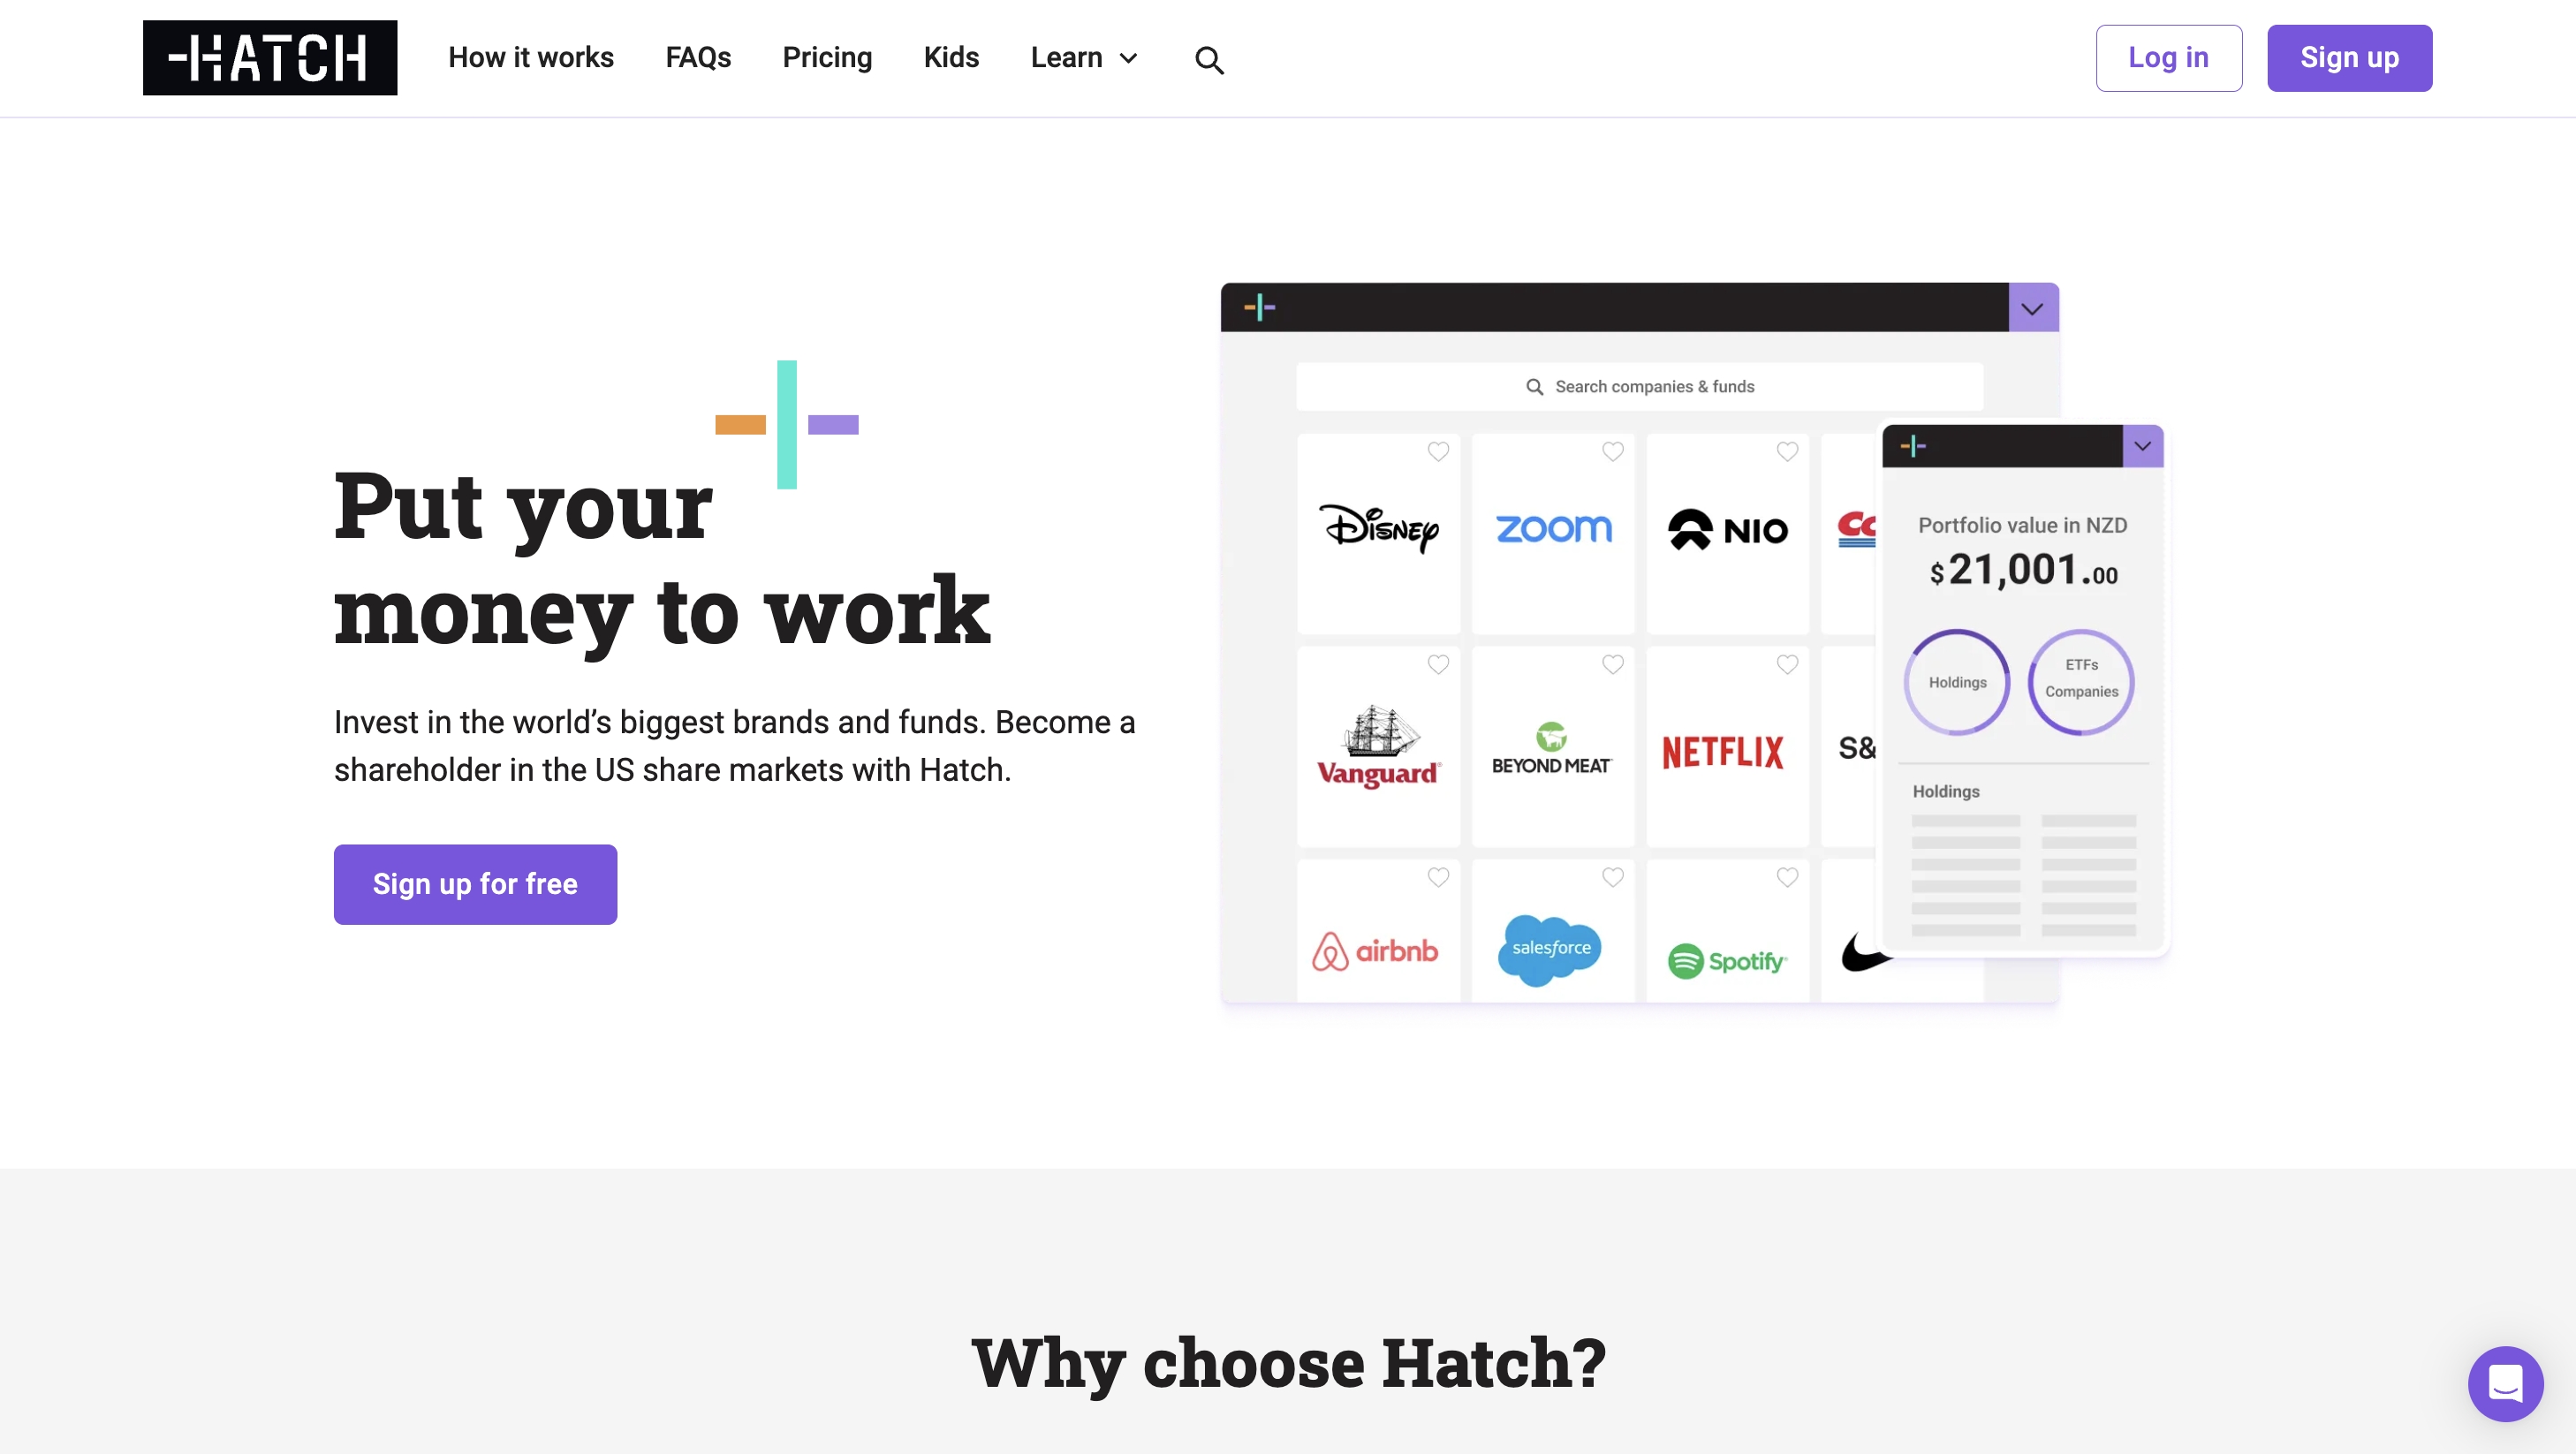 HATCH
How it works
FAQs
Pricing
Kids
Learn
Log in
Sign up
Put your
money to work
Invest in the world’s biggest brands and funds. Become a
shareholder in the US share markets with Hatch.
Sign up for free
Search companies & funds
Disney
zoom
NIO
Vanguard®
BEYOND MEAT
NETFLIX
S&
airbnb
salesforce
Spotify
Portfolio value in NZD
$21,001.00
Holdings
ETFs
Companies
Holdings
Why choose Hatch?